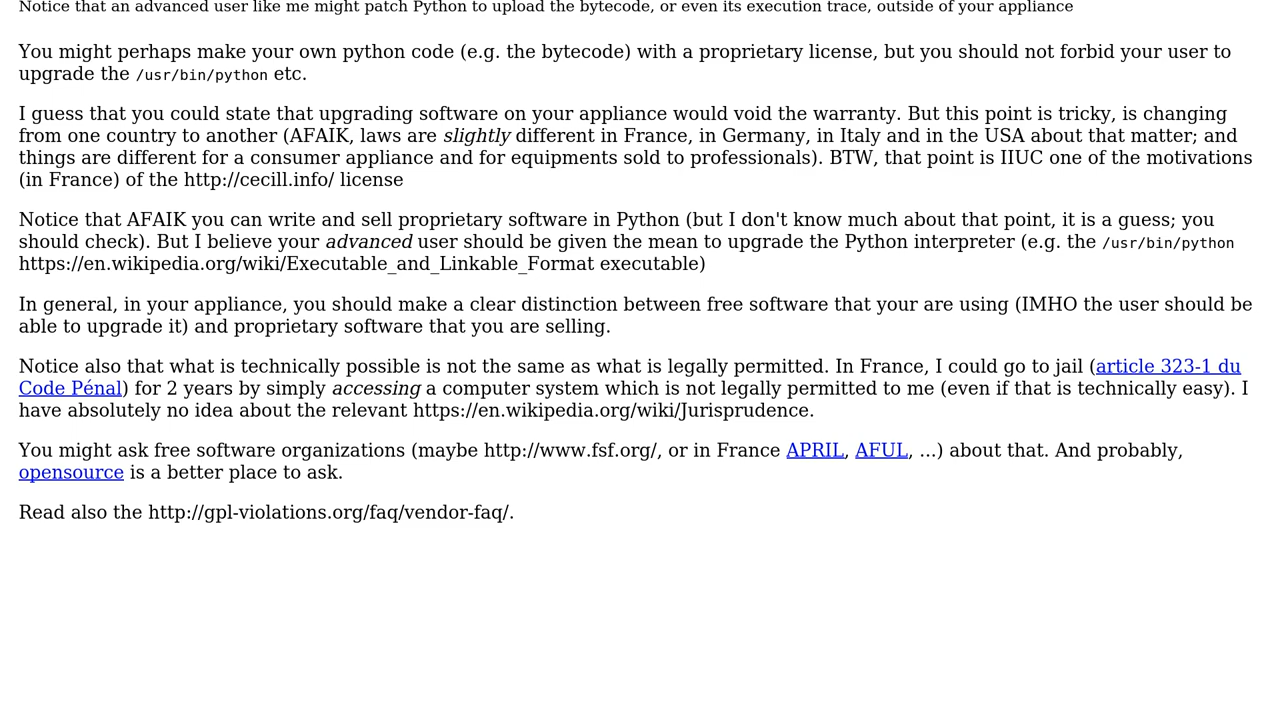 Notice that an advanced user like me might patch Python to upload the bytecode, or even its execution trace, outside of your appliance
You might perhaps make your own python code (e.g. the bytecode) with a proprietary license, but you should not forbid your user to
upgrade the /usr/bin/python etc.
I guess that you could state that upgrading software on your appliance would void the warranty. But this point is tricky, is changing
from one country to another (AFAIK, laws are slightly different in France, in Germany, in Italy and in the USA about that matter; and
things are different for a consumer appliance and for equipments sold to professionals). BTW, that point is IIUC one of the motivations
(in France) of the http://cecill.info/ license
Notice that AFAIK you can write and sell proprietary software in Python (but I don't know much about that point, it is a guess; you
should check). But I believe your advanced user should be given the mean to upgrade the Python interpreter (e.g. the /usr/bin/python
https://en.wikipedia.org/wiki/Executable_and_Linkable_Format executable)
In general, in your appliance, you should make a clear distinction between free software that your are using (IMHO the user should be
able to upgrade it) and proprietary software that you are selling.
Notice also that what is technically possible is not the same as what is legally permitted. In France, I could go to jail (article 323-1 du
Code Pénal) for 2 years by simply accessing a computer system which is not legally permitted to me (even if that is technically easy). I
have absolutely no idea about the relevant https://en.wikipedia.org/wiki/Jurisprudence.
You might ask free software organizations (maybe http://www.fsf.org/, or in France APRIL, AFUL, ...) about that. And probably,
opensource is a better place to ask.
Read also the http://gpl-violations.org/faq/vendor-faq/.